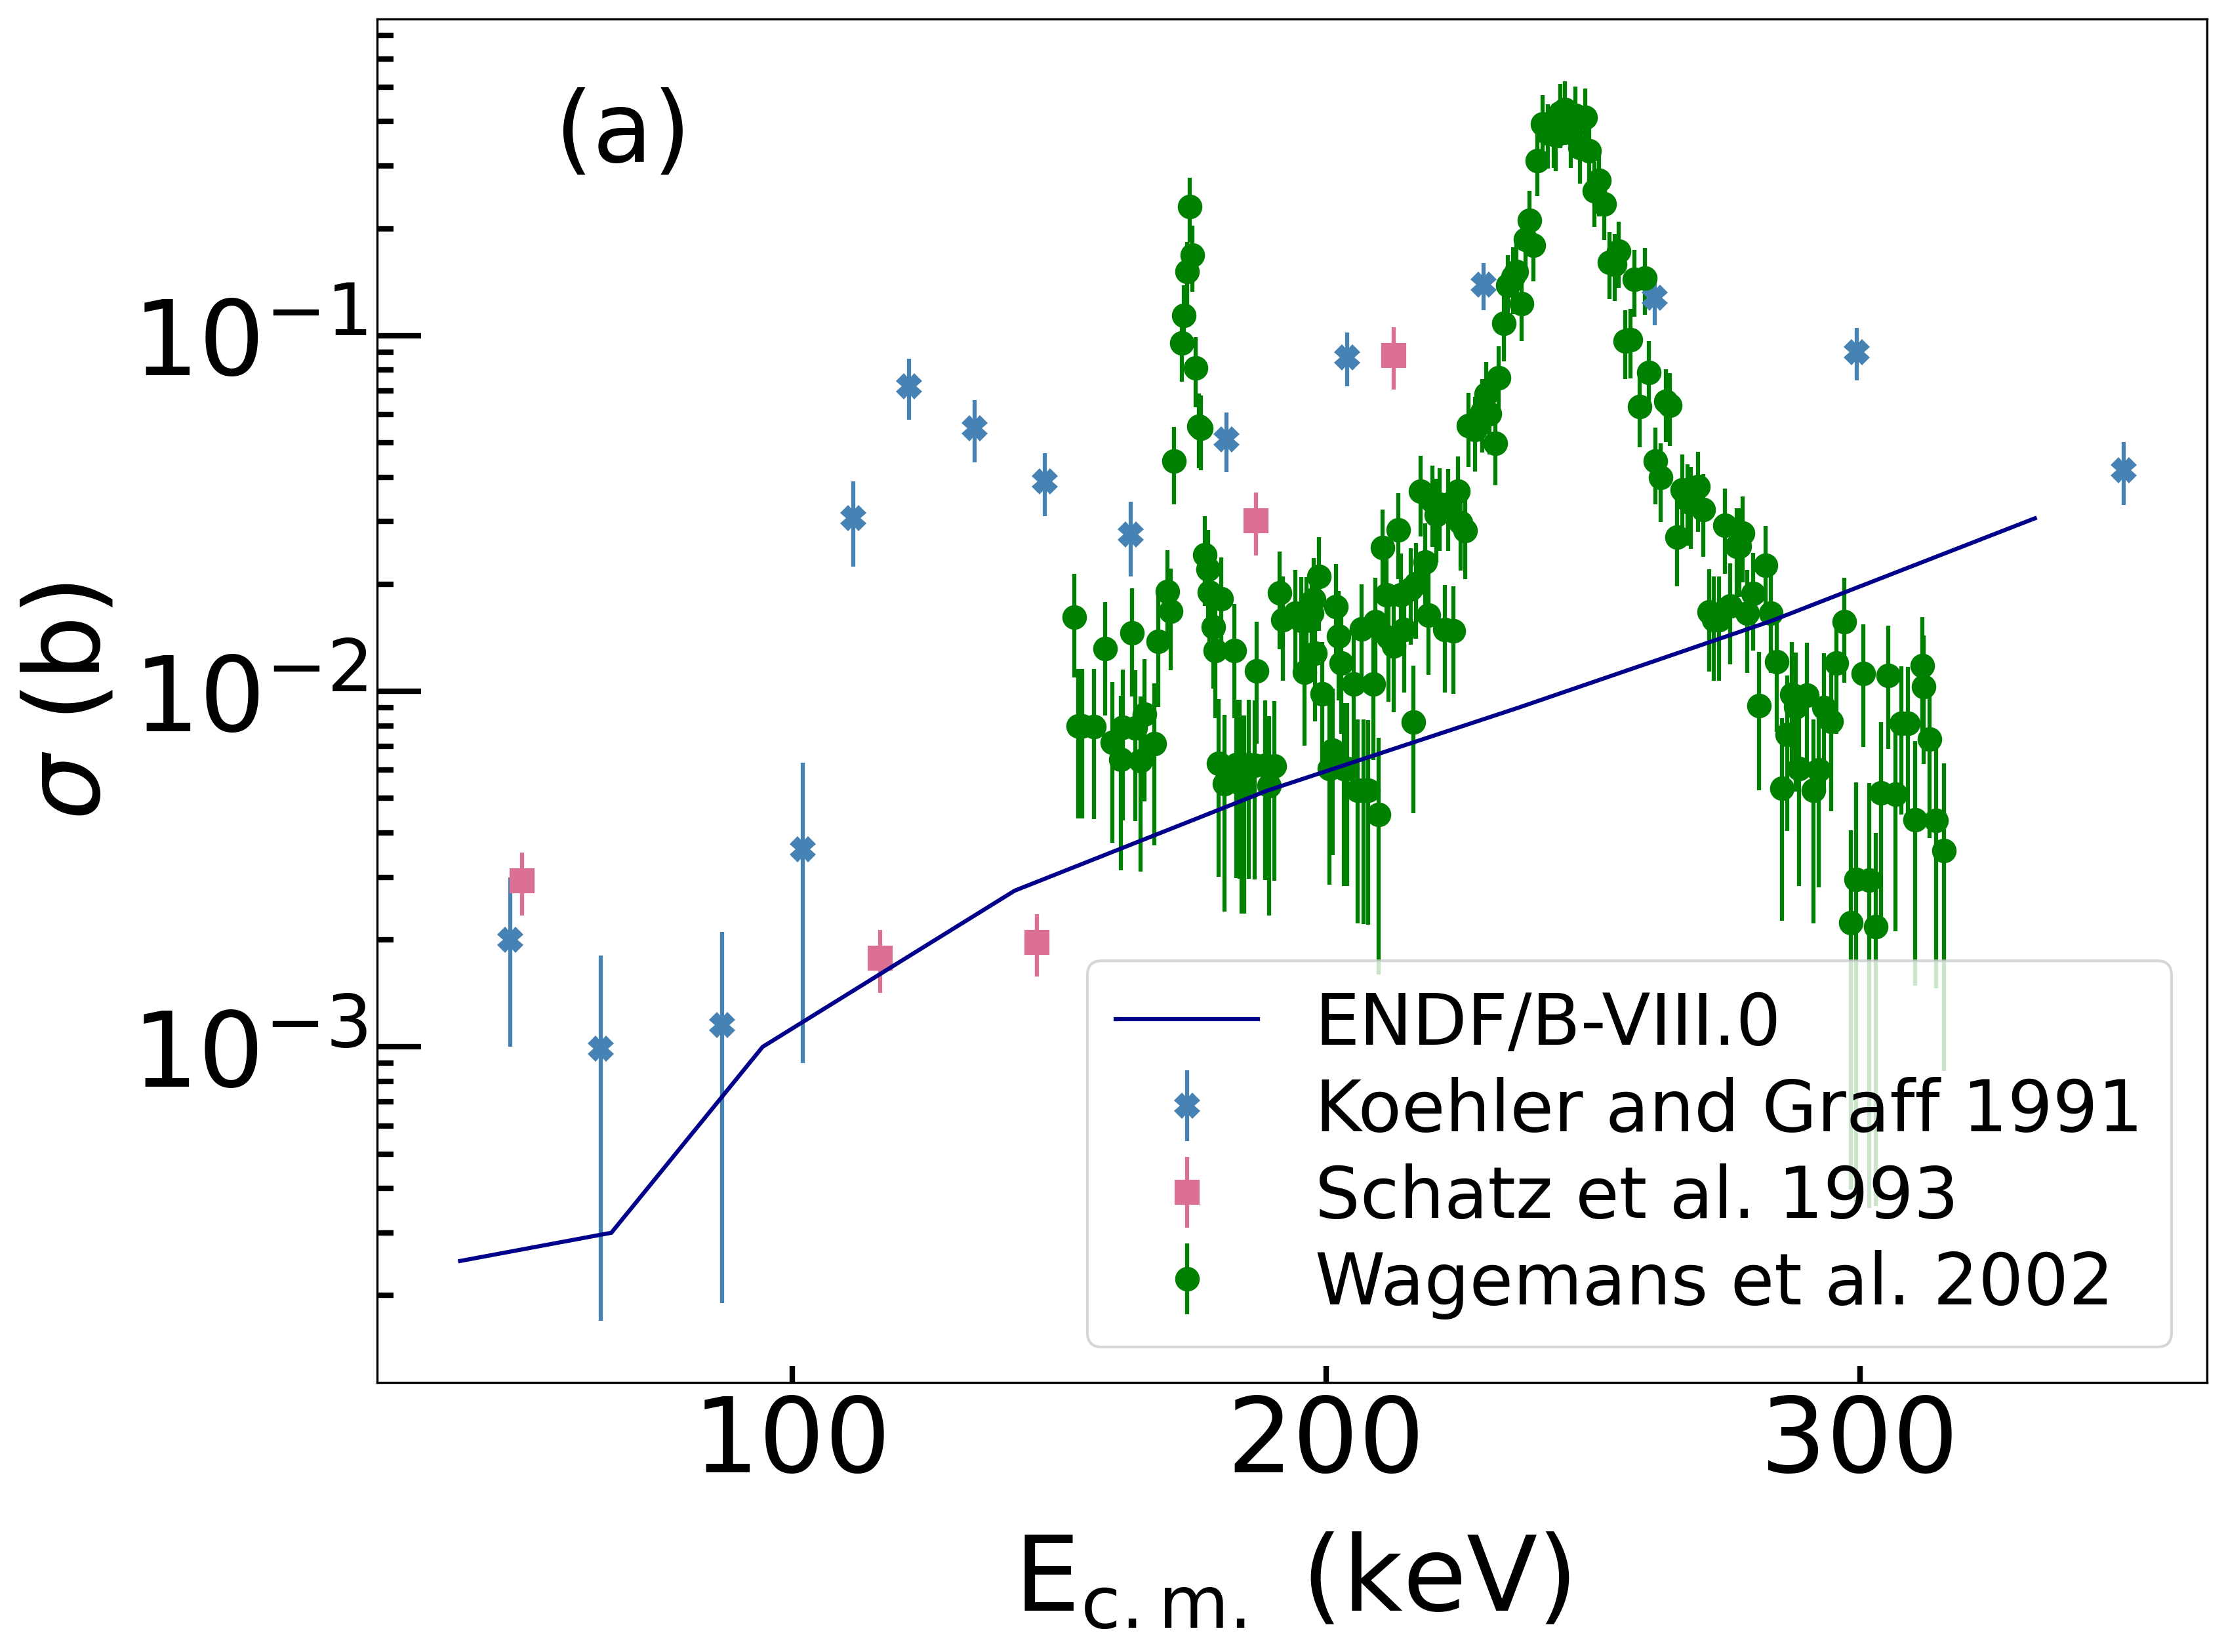 (a)
10⁻¹
10⁻²
10⁻³
σ (b)
ENDF/B-VIII.0
Koehler and Graff 1991
Schatz et al. 1993
Wagemans et al. 2002
100 200 300
E_c.m. (keV)